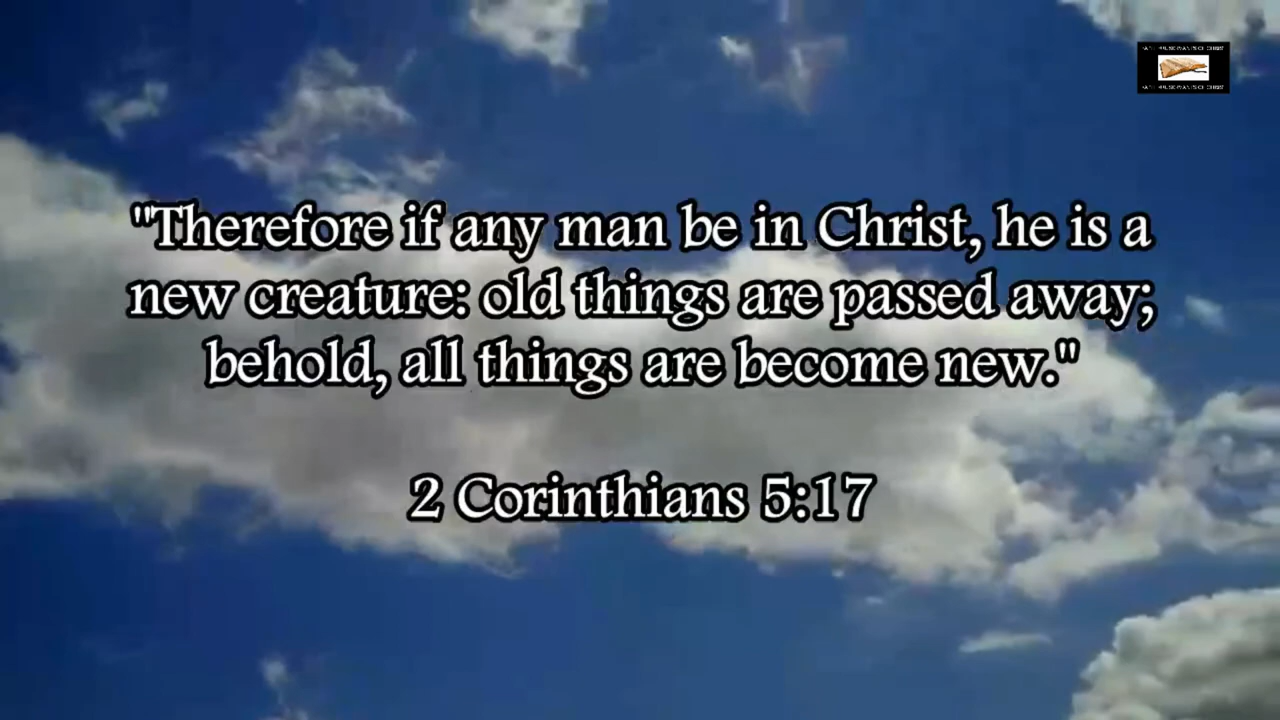 "Therefore if any man be in Christ, he is a
new creature: old things are passed away;
behold, all things are become new."
2 Corinthians 5:17